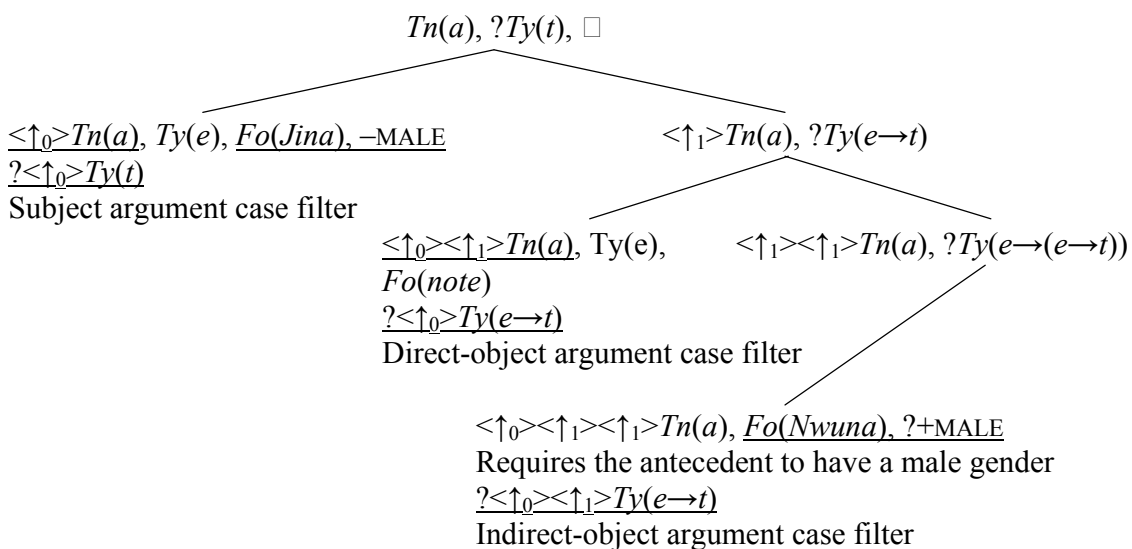 Tn(a), ?Ty(t), □
<↑₀>Tn(a), Ty(e), Fo(Jina), –MALE
?<↑₀>Ty(t)
Subject argument case filter
<↑₁>Tn(a), ?Ty(e→t)
<↑₀><↑₁>Tn(a), Ty(e),
Fo(note)
?<↑₀>Ty(e→t)
Direct-object argument case filter
<↑₁><↑₁>Tn(a), ?Ty(e→(e→t))
<↑₀><↑₁><↑₁>Tn(a), Fo(Nwuna), ?+MALE
Requires the antecedent to have a male gender
?<↑₀><↑₁>Ty(e→t)
Indirect-object argument case filter